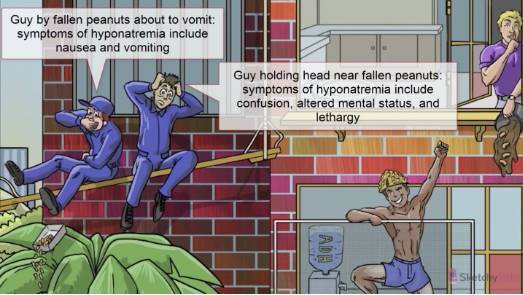 Guy by fallen peanuts about to vomit:
symptoms of hyponatremia include
nausea and vomiting
Guy holding head near fallen peanuts:
symptoms of hyponatremia include
confusion, altered mental status, and
lethargy
ADH
Sketchy